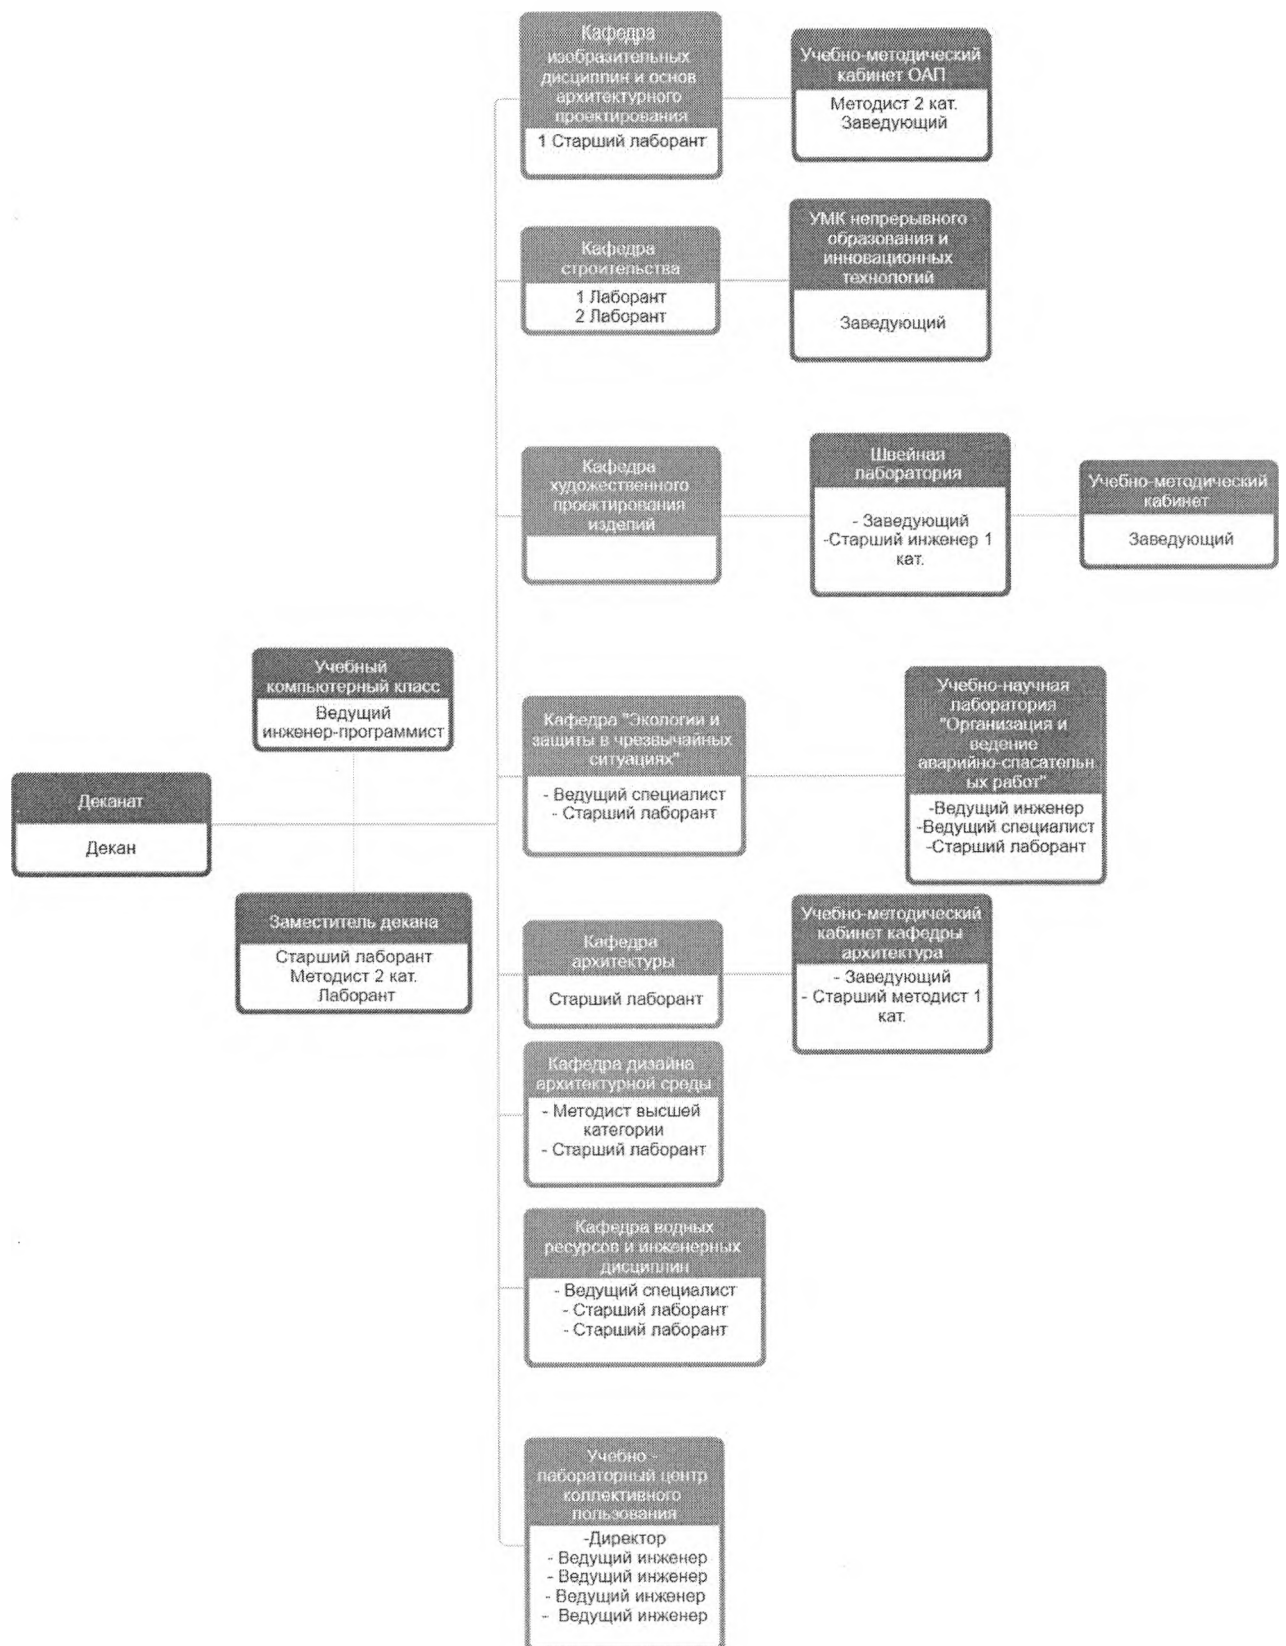 Кафедра
изобразительных
дисциплин и основ
архитектурного
проектирования
1 Старший лаборант
Учебно-методический
кабинет ОАП
Методист 2 кат.
Заведующий
Кафедра
строительства
1 Лаборант
2 Лаборант
УМК непрерывного
образования и
инновационных
технологий
Заведующий
Кафедра
художественного
проектирования
изделий
Швейная
лаборатория
- Заведующий
-Старший инженер 1
кат.
Учебно-методический
кабинет
Заведующий
Учебный
компьютерный класс
Ведущий
инженер-программист
Деканат
Декан
Заместитель декана
Старший лаборант
Методист 2 кат.
Лаборант
Кафедра "Экологии и
защиты в чрезвычайных
ситуациях"
- Ведущий специалист
- Старший лаборант
Учебно-научная
лаборатория
"Организация и
ведение
аварийно-спасательн
ых работ"
-Ведущий инженер
-Ведущий специалист
-Старший лаборант
Кафедра
архитектуры
Старший лаборант
Учебно-методический
кабинет кафедры
архитектура
- Заведующий
- Старший методист 1
кат.
Кафедра дизайна
архитектурной среды
- Методист высшей
категории
- Старший лаборант
Кафедра водных
ресурсов и инженерных
дисциплин
- Ведущий специалист
- Старший лаборант
- Старший лаборант
Учебно -
лабораторный центр
коллективного
пользования
-Директор
- Ведущий инженер
- Ведущий инженер
- Ведущий инженер
- Ведущий инженер